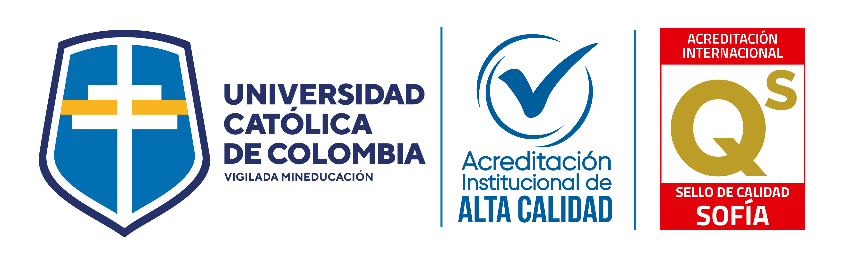 UNIVERSIDAD
CATÓLICA
DE COLOMBIA
VIGILADA MINEDUCACIÓN
Acreditación
Institucional de
ALTA CALIDAD
ACREDITACIÓN
INTERNACIONAL
QS
SELLO DE CALIDAD
SOFÍA